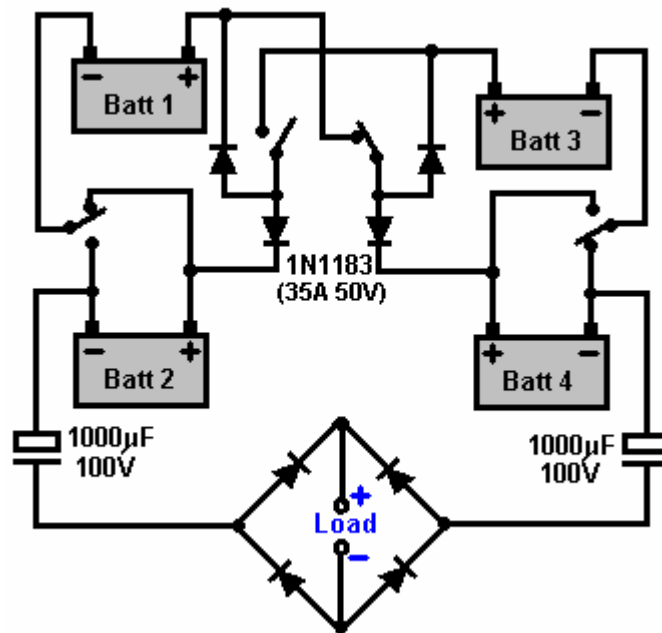 - +
Batt 1
+ -
Batt 3
1N1183
(35A 50V)
- +
Batt 2
+ -
Batt 4
1000µF
100V
1000µF
100V
+
Load
-